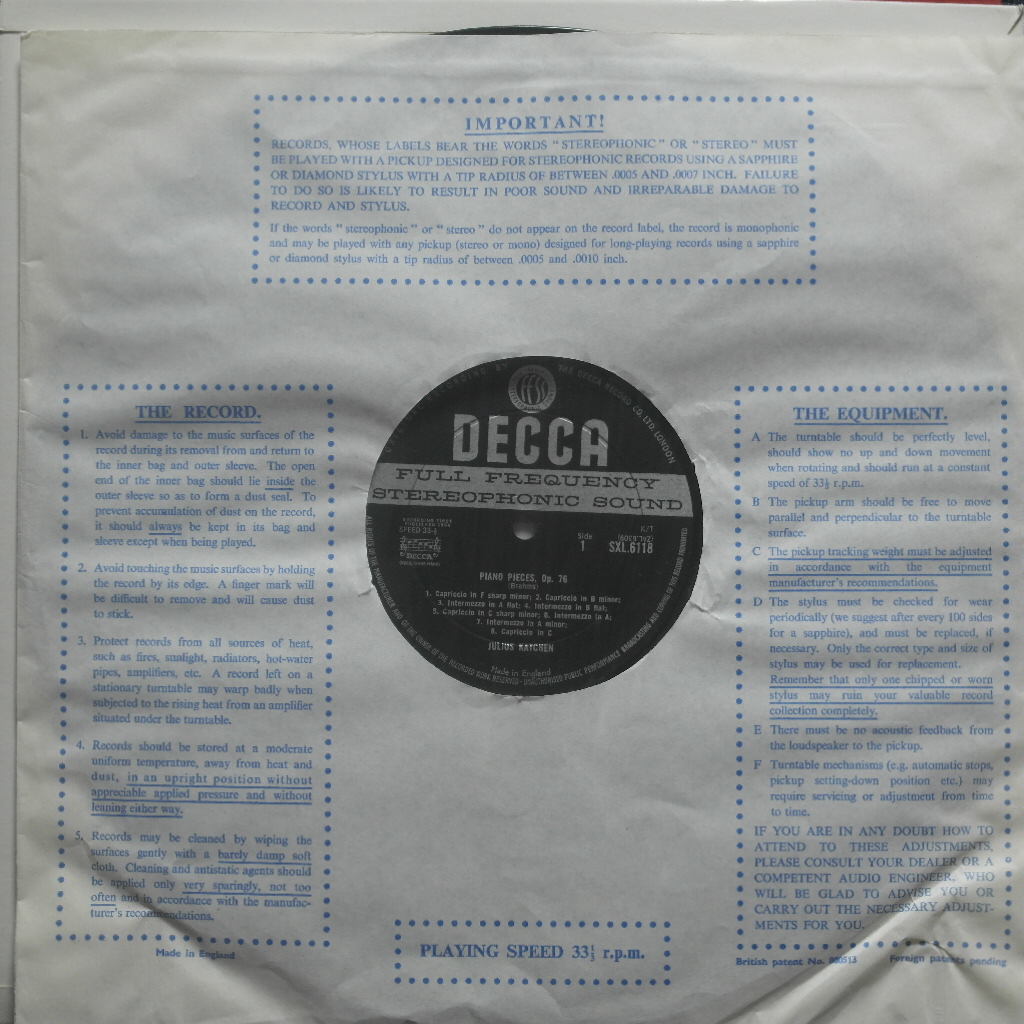 IMPORTANT!
RECORDS, WHOSE LABELS BEAR THE WORDS "STEREOPHONIC" OR "STEREO" MUST
BE PLAYED WITH A PICKUP DESIGNED FOR STEREOPHONIC RECORDS USING A SAPPHIRE
OR DIAMOND STYLUS WITH A TIP RADIUS OF BETWEEN .0005 AND .0007 INCH. FAILURE
TO DO SO IS LIKELY TO RESULT IN POOR SOUND AND IRREPARABLE DAMAGE TO
RECORD AND STYLUS.
If the words "stereophonic" or "stereo" do not appear on the record label, the record is monophonic
and may be played with any pickup (stereo or mono) designed for long-playing records using a sapphire
or diamond stylus with a tip radius of between .0005 and .0010 inch.
THE RECORD.
1. Avoid damage to the music surfaces of the
record during its removal from and return to
the inner bag and outer sleeve. The open
end of the inner bag should lie inside the
outer sleeve so as to form a dust seal. To
prevent accumulation of dust on the record,
it should always be kept in its bag and
sleeve except when being played.
2. Avoid touching the music surfaces by holding
the record by its edge. A finger mark will
be difficult to remove and will cause dust
to stick.
3. Protect records from all sources of heat,
such as fires, sunlight, radiators, hot-water
pipes, amplifiers, etc. A record left on a
stationary turntable may warp badly when
subjected to the rising heat from an amplifier
situated under the turntable.
4. Records should be stored at a moderate
uniform temperature, away from heat and
dust, in an upright position without
appreciable applied pressure and without
leaning either way.
5. Records may be cleaned by wiping the
surfaces gently with a barely damp soft
cloth. Cleaning and antistatic agents should
be applied only very sparingly, not too
often and in accordance with the manufac-
turer's recommendations.
Made in England
THE DECCA RECORD CO. LTD. LONDON
DECCA
FULL FREQUENCY
STEREOPHONIC SOUND
SPEED 33⅓
DECCA
Side
1
K/T
SXL.6118
PIANO PIECES, Op. 76
(Brahms)
1. Capriccio in F sharp minor; 2. Capriccio in B minor;
3. Intermezzo in A flat; 4. Intermezzo in B flat;
5. Capriccio in C sharp minor; 6. Intermezzo in A;
7. Intermezzo in A minor;
8. Capriccio in C
JULIUS KATCHEN
Made in England
PLAYING SPEED 33⅓ r.p.m.
THE EQUIPMENT.
A The turntable should be perfectly level,
should show no up and down movement
when rotating and should run at a constant
speed of 33⅓ r.p.m.
B The pickup arm should be free to move
parallel and perpendicular to the turntable
surface.
C The pickup tracking weight must be adjusted
in accordance with the equipment
manufacturer's recommendations.
D The stylus must be checked for wear
periodically (we suggest after every 100 sides
for a sapphire), and must be replaced, if
necessary. Only the correct type and size of
stylus may be used for replacement.
Remember that only one chipped or worn
stylus may ruin your valuable record
collection completely.
E There must be no acoustic feedback from
the loudspeaker to the pickup.
F Turntable mechanisms (e.g. automatic stops,
pickup setting-down position etc.) may
require servicing or adjustment from time
to time.
IF YOU ARE IN ANY DOUBT HOW TO
ATTEND TO THESE ADJUSTMENTS,
PLEASE CONSULT YOUR DEALER OR A
COMPETENT AUDIO ENGINEER, WHO
WILL BE GLAD TO ADVISE YOU OR
CARRY OUT THE NECESSARY ADJUST-
MENTS FOR YOU.
British patent No.
Foreign patents pending